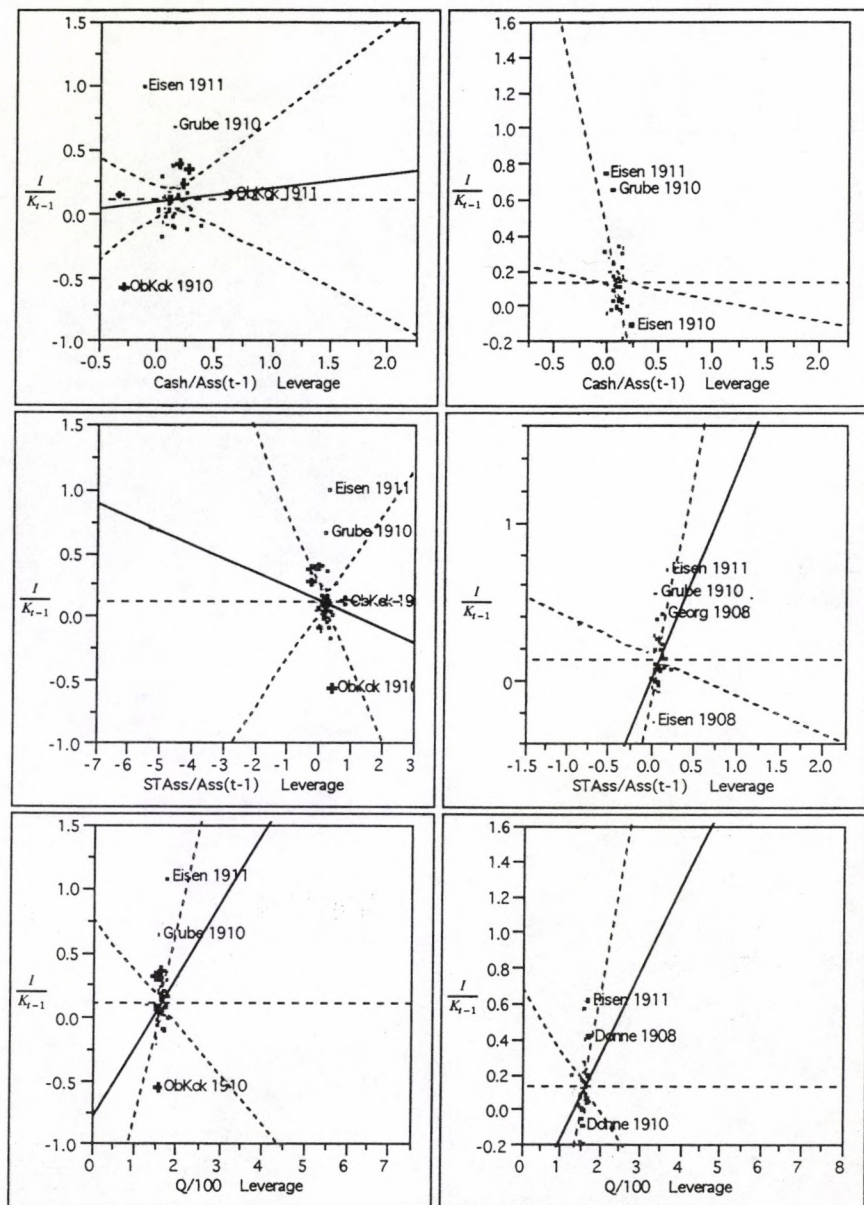 1.5
1.0
0.5
0.0
-0.5
-1.0
I
K t-1
Eisen 1911
Grube 1910
ObKok 1911
ObKok 1910
-0.5 0.0 0.5 1.0 1.5 2.0
Cash/Ass(t-1) Leverage
1.6
1.4
1.2
1.0
0.8
0.6
0.4
0.2
0.0
-0.2
I
K t-1
Eisen 1911
Grube 1910
Eisen 1910
0.0 0.5 1.0 1.5 2.0
Cash/Ass(t-1) Leverage
1.5
1.0
0.5
0.0
-0.5
-1.0
I
K t-1
Eisen 1911
Grube 1910
ObKok 19
ObKok 1910
-7 -6 -5 -4 -3 -2 -1 0 1 2 3
STAss/Ass(t-1) Leverage
1
0
I
K t-1
Eisen 1911
Grube 1910
Georg 1908
Eisen 1908
-1.5 -1.0 -.5 0.0 .5 1.0 1.5 2.0
STAss/Ass(t-1) Leverage
1.5
1.0
0.5
0.0
-0.5
-1.0
I
K t-1
Eisen 1911
Grube 1910
ObKok 1910
0 1 2 3 4 5 6 7
Q/100 Leverage
1.6
1.4
1.2
1.0
0.8
0.6
0.4
0.2
0.0
-0.2
I
K t-1
Eisen 1911
Donne 1908
Donne 1910
0 1 2 3 4 5 6 7 8
Q/100 Leverage